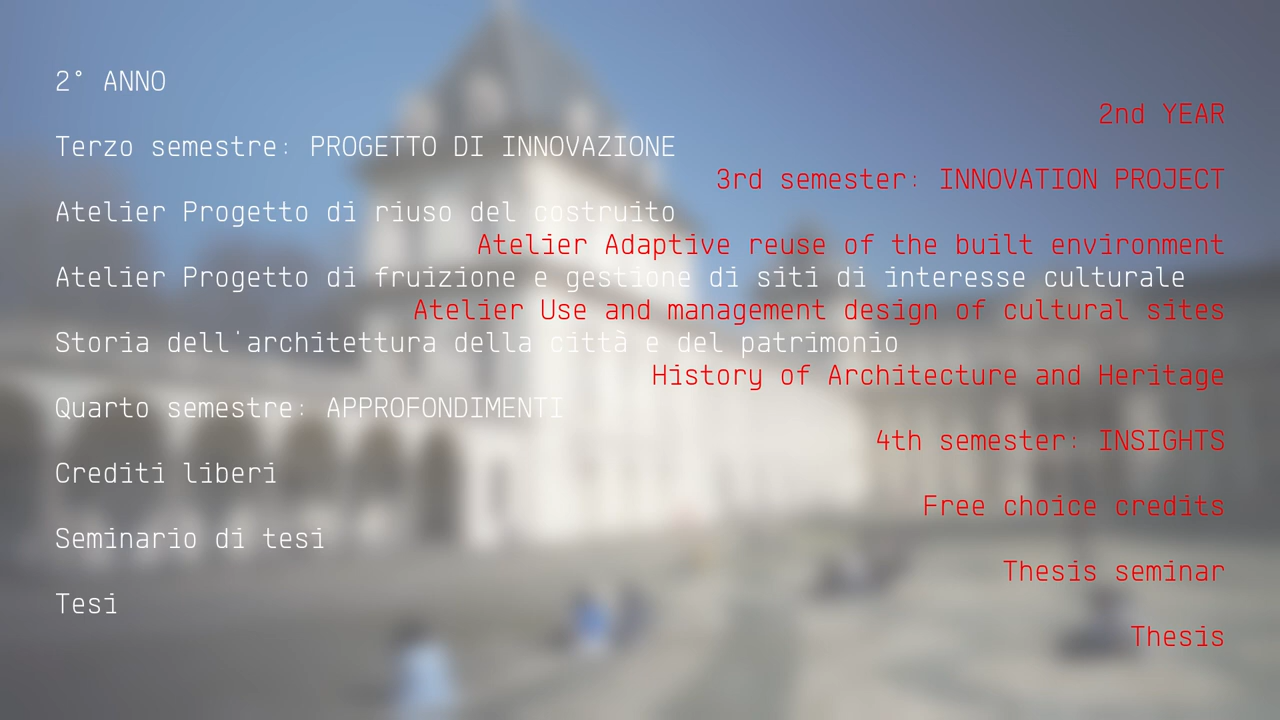 2° ANNO
2nd YEAR
Terzo semestre: PROGETTO DI INNOVAZIONE
3rd semester: INNOVATION PROJECT
Atelier Progetto di riuso del costruito
Atelier Adaptive reuse of the built environment
Atelier Progetto di fruizione e gestione di siti di interesse culturale
Atelier Use and management design of cultural sites
Storia dell'architettura della città e del patrimonio
History of Architecture and Heritage
Quarto semestre: APPROFONDIMENTI
4th semester: INSIGHTS
Crediti liberi
Free choice credits
Seminario di tesi
Thesis seminar
Tesi
Thesis